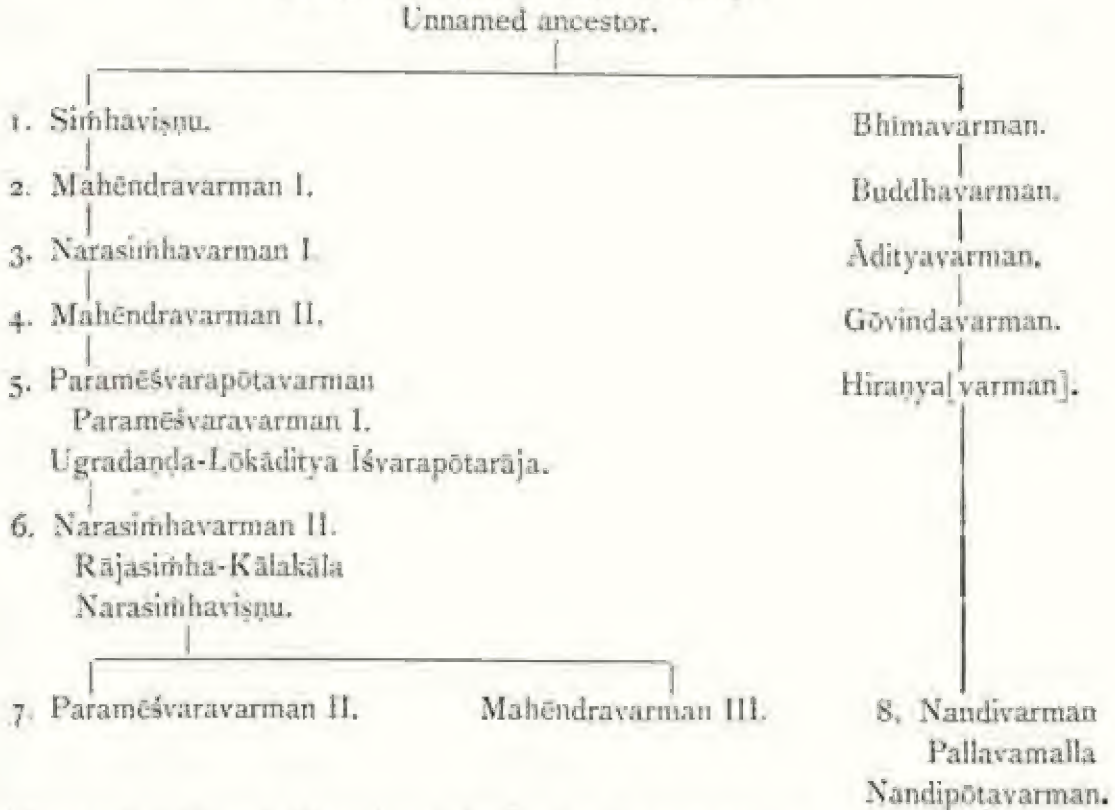 Unnamed ancestor.
1. Siṁhaviṣṇu. Bhīmavarman.
2. Mahēndravarman I. Buddhavarman.
3. Narasiṁhavarman I. Ādityavarman.
4. Mahēndravarman II. Gōvindavarman.
5. Paramēśvarapōtavarman Hiraṇya[varman].
Paramēśvaravarman I.
Ugradaṇḍa-Lōkāditya Īśvarapōtarāja.
6. Narasiṁhavarman II.
Rājasiṁha-Kālakāla
Narasiṁhaviṣṇu.
7. Paramēśvaravarman II. Mahēndravarman III. 8. Nandivarman
Pallavamalla
Nandipōtavarman.